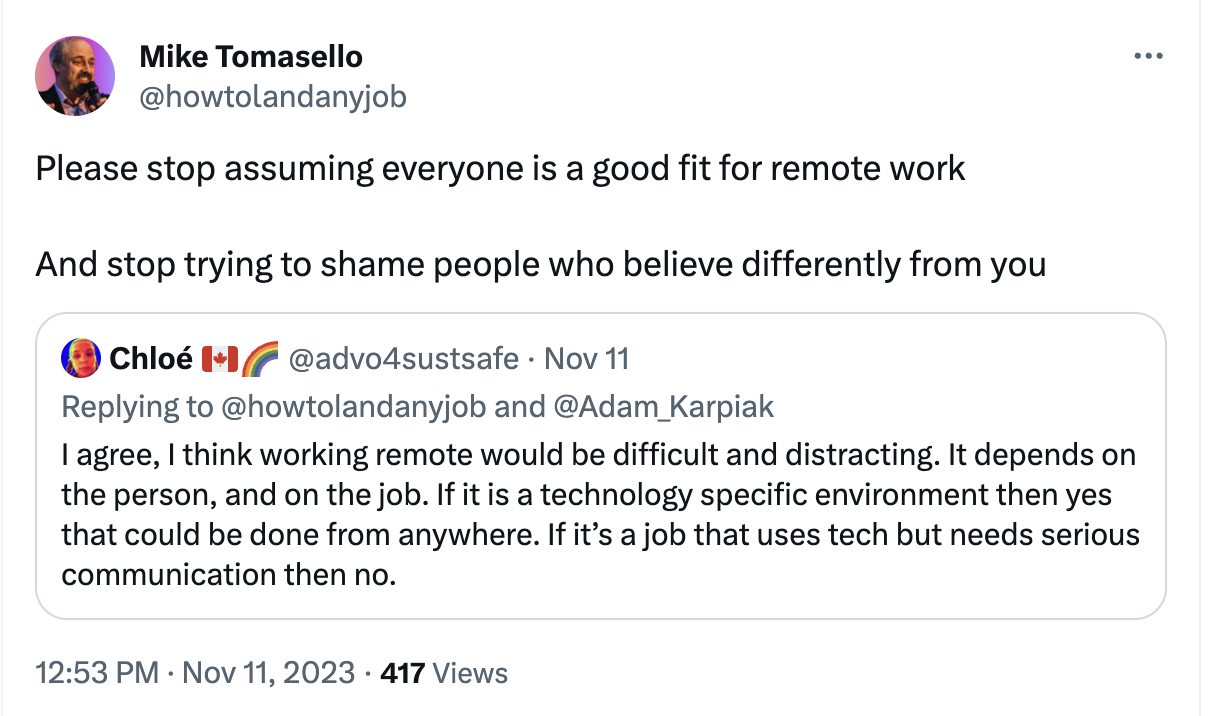 Mike Tomasello
@howtolandanyjob
Please stop assuming everyone is a good fit for remote work
And stop trying to shame people who believe differently from you
Chloé 🇨🇦🌈 @advo4sustsafe · Nov 11
Replying to @howtolandanyjob and @Adam_Karpiak
I agree, I think working remote would be difficult and distracting. It depends on
the person, and on the job. If it is a technology specific environment then yes
that could be done from anywhere. If it’s a job that uses tech but needs serious
communication then no.
12:53 PM · Nov 11, 2023 · 417 Views